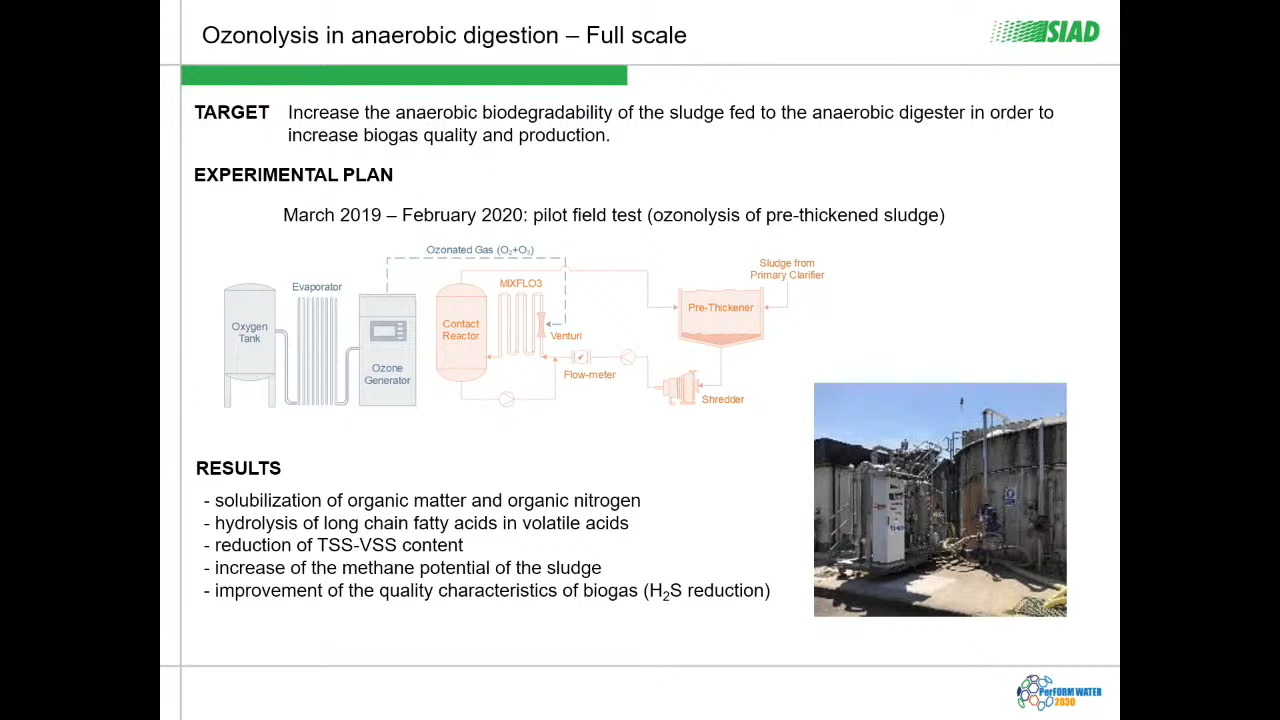 Ozonolysis in anaerobic digestion – Full scale
SIAD
TARGET Increase the anaerobic biodegradability of the sludge fed to the anaerobic digester in order to
increase biogas quality and production.
EXPERIMENTAL PLAN
March 2019 – February 2020: pilot field test (ozonolysis of pre-thickened sludge)
Ozonated Gas (O₂+O₃)
Sludge from
Primary Clarifier
Evaporator
MIXFLO3
Oxygen
Tank
Contact
Reactor
Pre-Thickener
Venturi
Ozone
Generator
Flow-meter
Shredder
RESULTS
- solubilization of organic matter and organic nitrogen
- hydrolysis of long chain fatty acids in volatile acids
- reduction of TSS-VSS content
- increase of the methane potential of the sludge
- improvement of the quality characteristics of biogas (H₂S reduction)
PerFORM WATER
2030